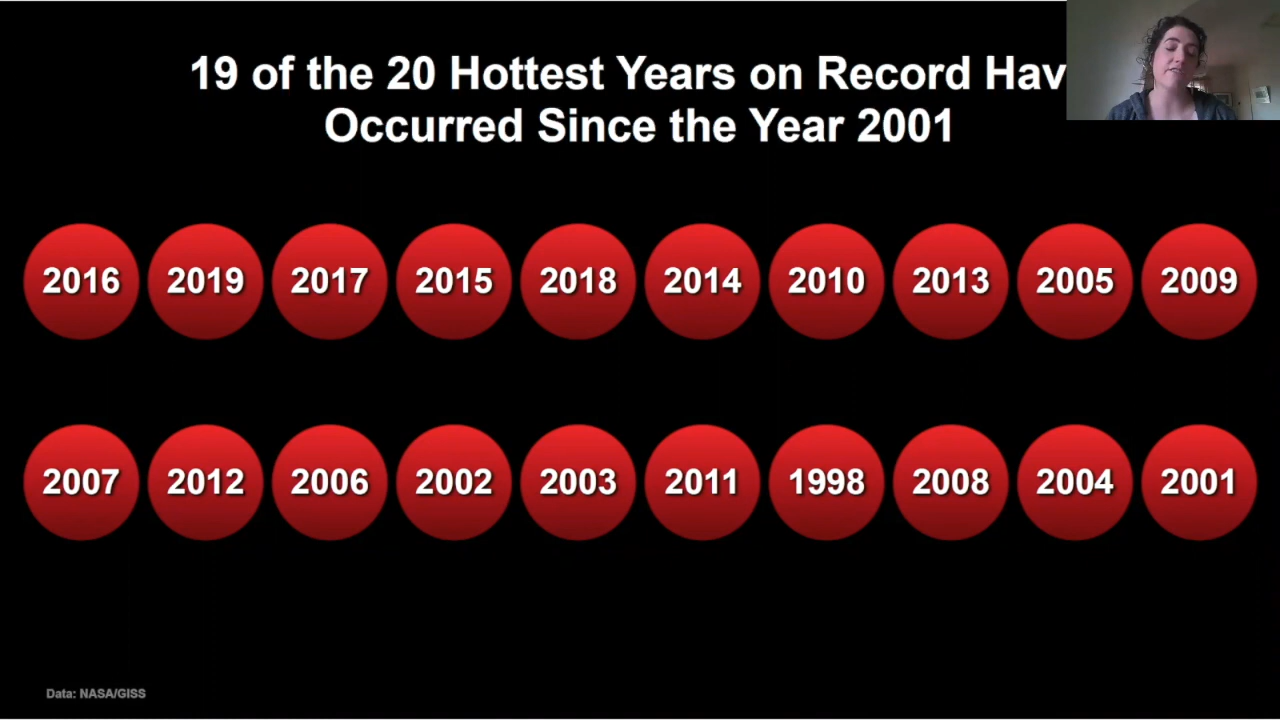 19 of the 20 Hottest Years on Record Hav
Occurred Since the Year 2001
2016 2019 2017 2015 2018 2014 2010 2013 2005 2009
2007 2012 2006 2002 2003 2011 1998 2008 2004 2001
Data: NASA/GISS